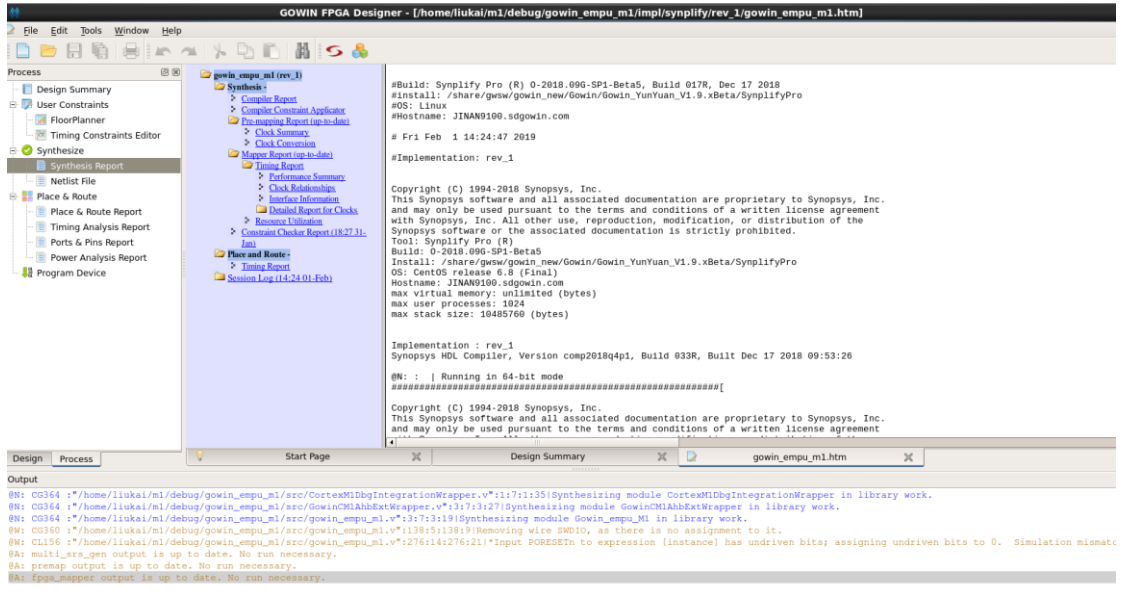 GOWIN FPGA Designer - [/home/liukai/m1/debug/gowin_empu_m1/impl/synplify/rev_1/gowin_empu_m1.htm]
File Edit Tools Window Help
Process
Design Summary
User Constraints
FloorPlanner
Timing Constraints Editor
Synthesize
Synthesis Report
Netlist File
Place & Route
Place & Route Report
Timing Analysis Report
Ports & Pins Report
Power Analysis Report
Program Device
gowin_empu_m1 (rev_1)
Synthesis -
Compiler Report
Compiler Constraint Applicator
Pre-mapping Report (up-to-date)
Clock Summary
Clock Conversion
Mapper Report (up-to-date)
Timing Report
Performance Summary
Clock Relationships
Interface Information
Detailed Report for Clocks
Resource Utilization
Constraint Checker Report (18:27 31-
Jan)
Place and Route -
Timing Report
Session Log (14:24 01-Feb)
#Build: Synplify Pro (R) O-2018.09G-SP1-Beta5, Build 017R, Dec 17 2018
#install: /share/gwsw/gowin_new/Gowin/Gowin_YunYuan_V1.9.xBeta/SynplifyPro
#OS: Linux
#Hostname: JINAN9100.sdgowin.com
# Fri Feb 1 14:24:47 2019
#Implementation: rev_1
Copyright (C) 1994-2018 Synopsys, Inc.
This Synopsys software and all associated documentation are proprietary to Synopsys, Inc.
and may only be used pursuant to the terms and conditions of a written license agreement
with Synopsys, Inc. All other use, reproduction, modification, or distribution of the
Synopsys software or the associated documentation is strictly prohibited.
Tool: Synplify Pro (R)
Build: O-2018.09G-SP1-Beta5
Install: /share/gwsw/gowin_new/Gowin/Gowin_YunYuan_V1.9.xBeta/SynplifyPro
OS: CentOS release 6.8 (Final)
Hostname: JINAN9100.sdgowin.com
max virtual memory: unlimited (bytes)
max user processes: 1024
max stack size: 10485760 (bytes)
Implementation : rev_1
Synopsys HDL Compiler, Version comp2018q4p1, Build 033R, Built Dec 17 2018 09:53:26
@N: : | Running in 64-bit mode
###########################################################[
Copyright (C) 1994-2018 Synopsys, Inc.
This Synopsys software and all associated documentation are proprietary to Synopsys, Inc.
and may only be used pursuant to the terms and conditions of a written license agreement
Design Process
Start Page Design Summary gowin_empu_m1.htm
Output
@N: CG364 :"/home/liukai/m1/debug/gowin_empu_m1/src/CortexM1DbgIntegrationWrapper.v":1:7:1:35|Synthesizing module CortexM1DbgIntegrationWrapper in library work.
@N: CG364 :"/home/liukai/m1/debug/gowin_empu_m1/src/GowinCM1AhbExtWrapper.v":3:7:3:27|Synthesizing module GowinCM1AhbExtWrapper in library work.
@N: CG364 :"/home/liukai/m1/debug/gowin_empu_m1/src/gowin_empu_m1.v":3:7:3:19|Synthesizing module Gowin_empu_M1 in library work.
@W: CG360 :"/home/liukai/m1/debug/gowin_empu_m1/src/gowin_empu_m1.v":138:5:138:9|Removing wire SWDIO, as there is no assignment to it.
@W: CL156 :"/home/liukai/m1/debug/gowin_empu_m1/src/gowin_empu_m1.v":276:14:276:21|*Input PORESETn to expression [instance] has undriven bits; assigning undriven bits to 0. Simulation mismatc
@A: multi_srs_gen output is up to date. No run necessary.
@A: premap output is up to date. No run necessary.
@A: fpga_mapper output is up to date. No run necessary.